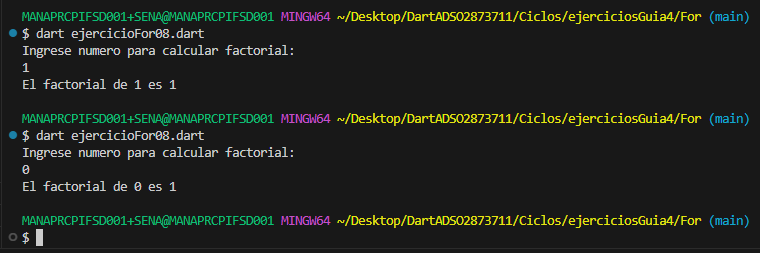 MANAPRCPIFSD001+SENA@MANAPRCPIFSD001 MINGW64 ~/Desktop/DartADSO2873711/Ciclos/ejerciciosGuia4/For (main)
$ dart ejercicioFor08.dart
Ingrese numero para calcular factorial:
1
El factorial de 1 es 1
MANAPRCPIFSD001+SENA@MANAPRCPIFSD001 MINGW64 ~/Desktop/DartADSO2873711/Ciclos/ejerciciosGuia4/For (main)
$ dart ejercicioFor08.dart
Ingrese numero para calcular factorial:
0
El factorial de 0 es 1
MANAPRCPIFSD001+SENA@MANAPRCPIFSD001 MINGW64 ~/Desktop/DartADSO2873711/Ciclos/ejerciciosGuia4/For (main)
$